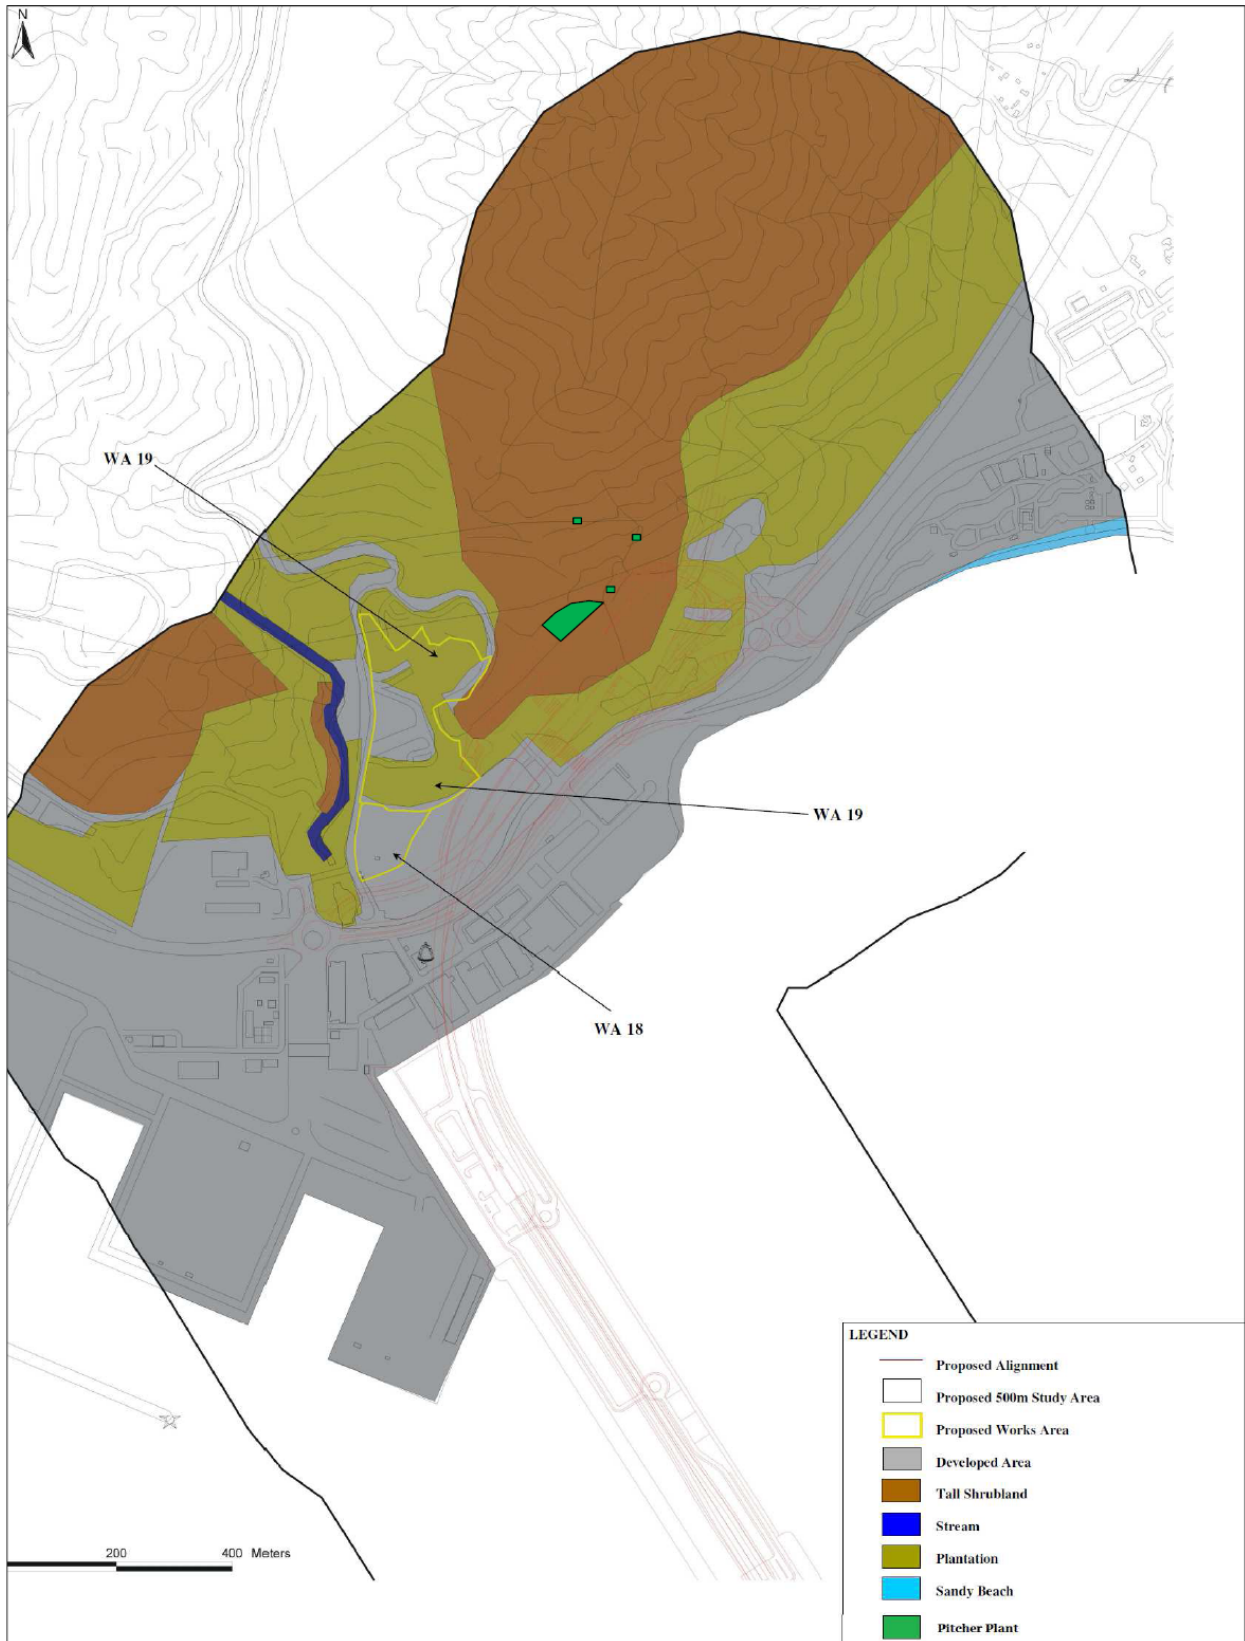 N
WA 19
WA 19
WA 18
LEGEND
Proposed Alignment
Proposed 500m Study Area
Proposed Works Area
Developed Area
Tall Shrubland
Stream
Plantation
Sandy Beach
Pitcher Plant
200 400 Meters